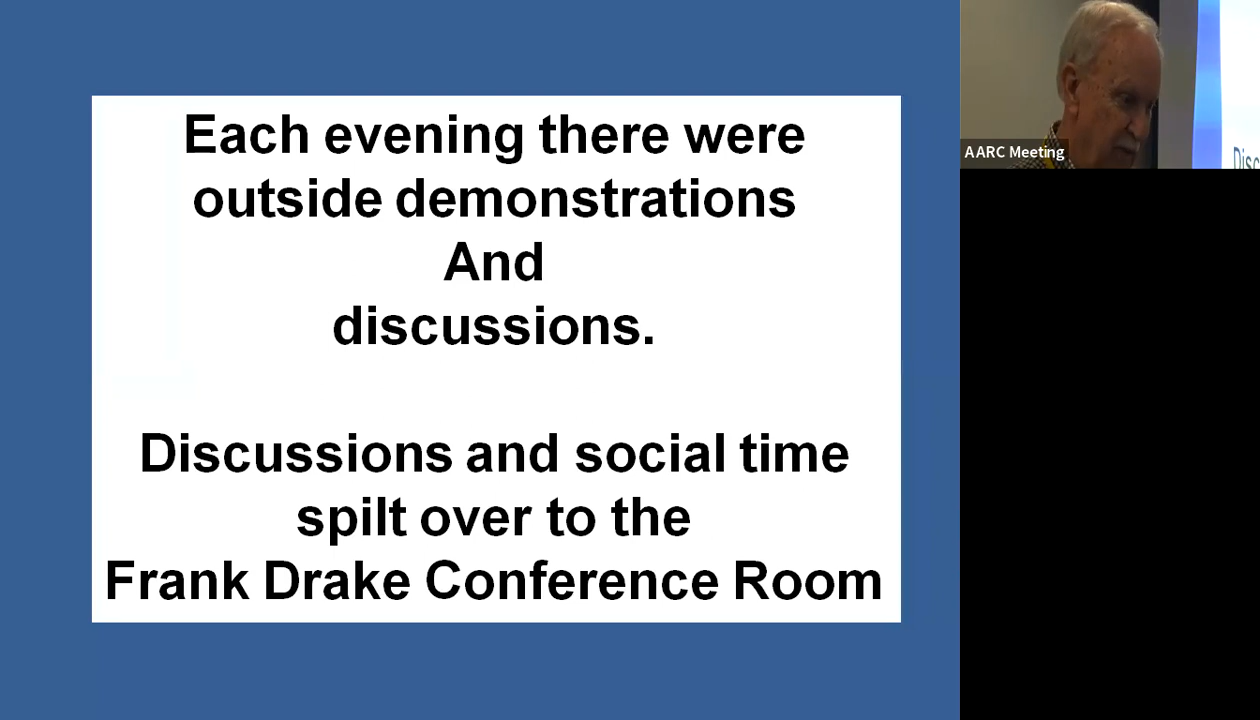 Each evening there were
outside demonstrations
And
discussions.
Discussions and social time
spilt over to the
Frank Drake Conference Room
AARC Meeting
Disc